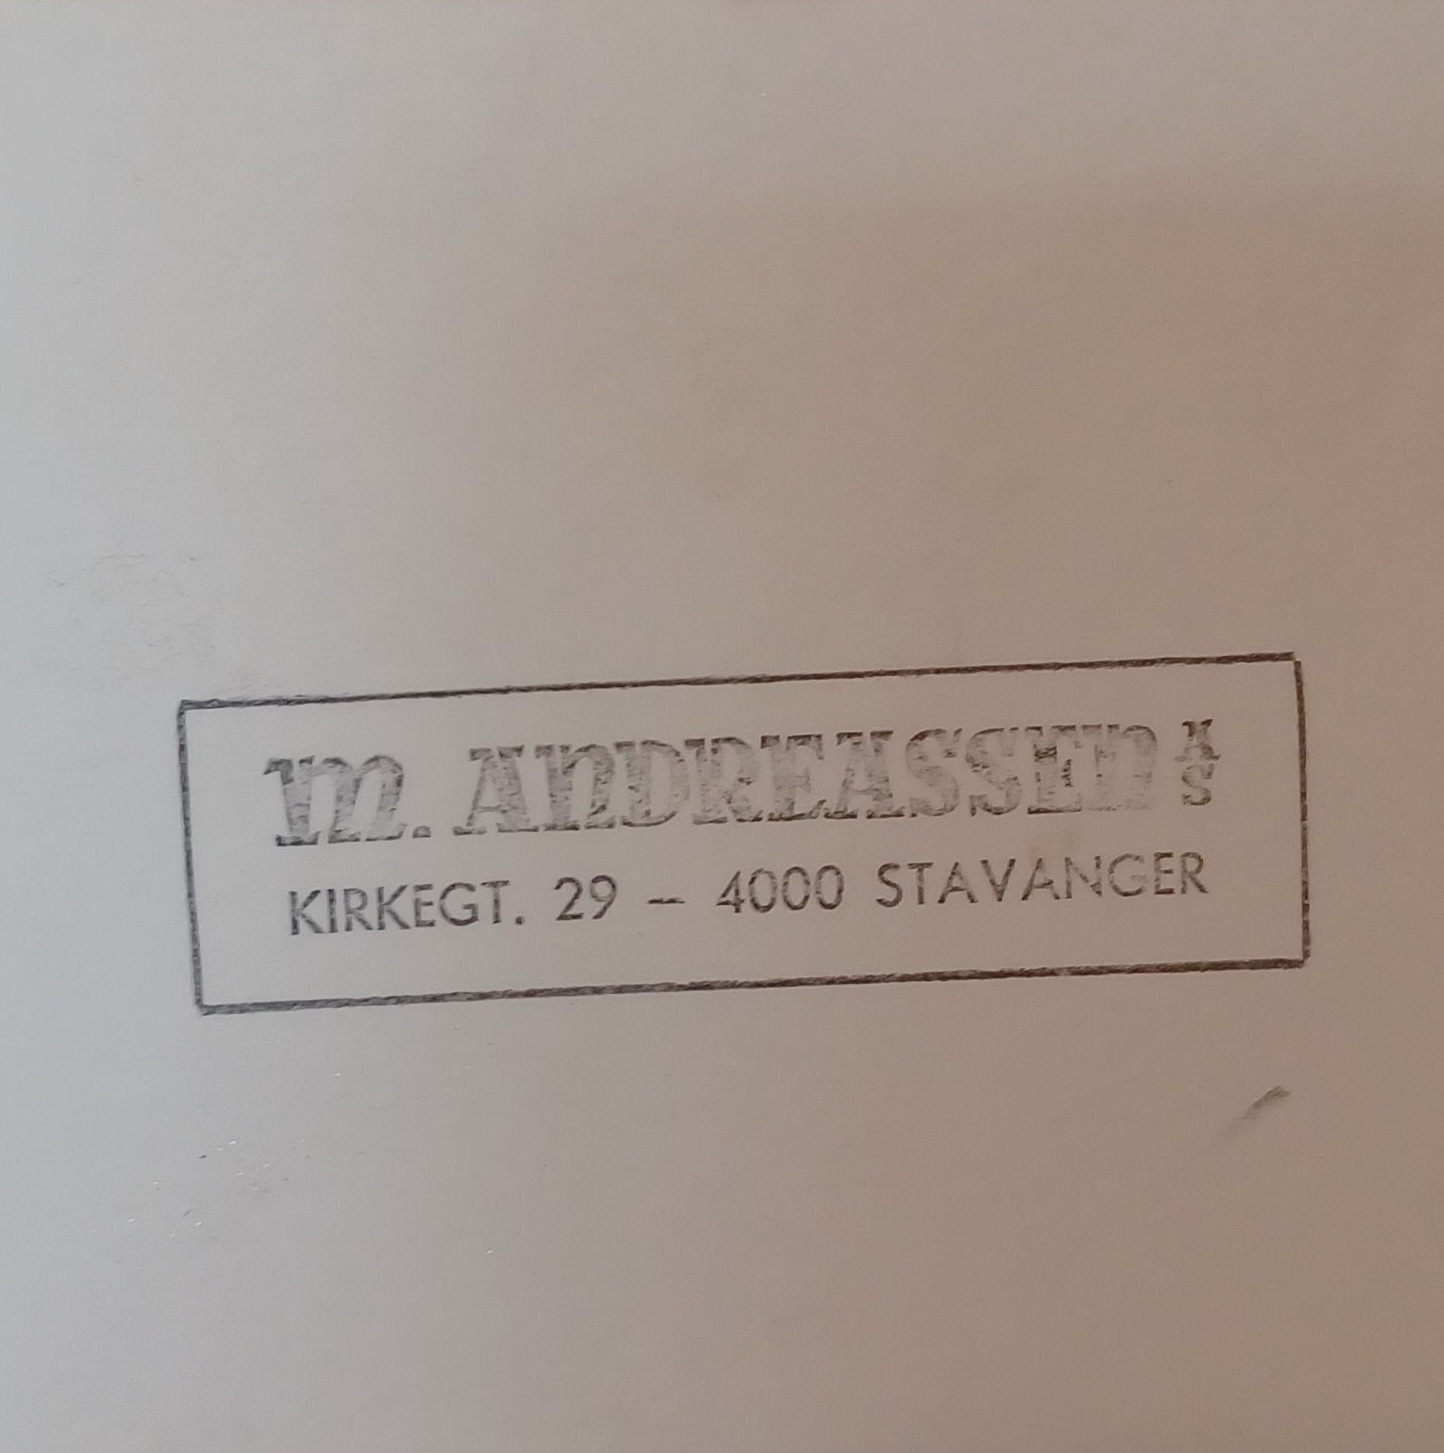 M. ANDREASSEN A/S
KIRKEGT. 29 – 4000 STAVANGER